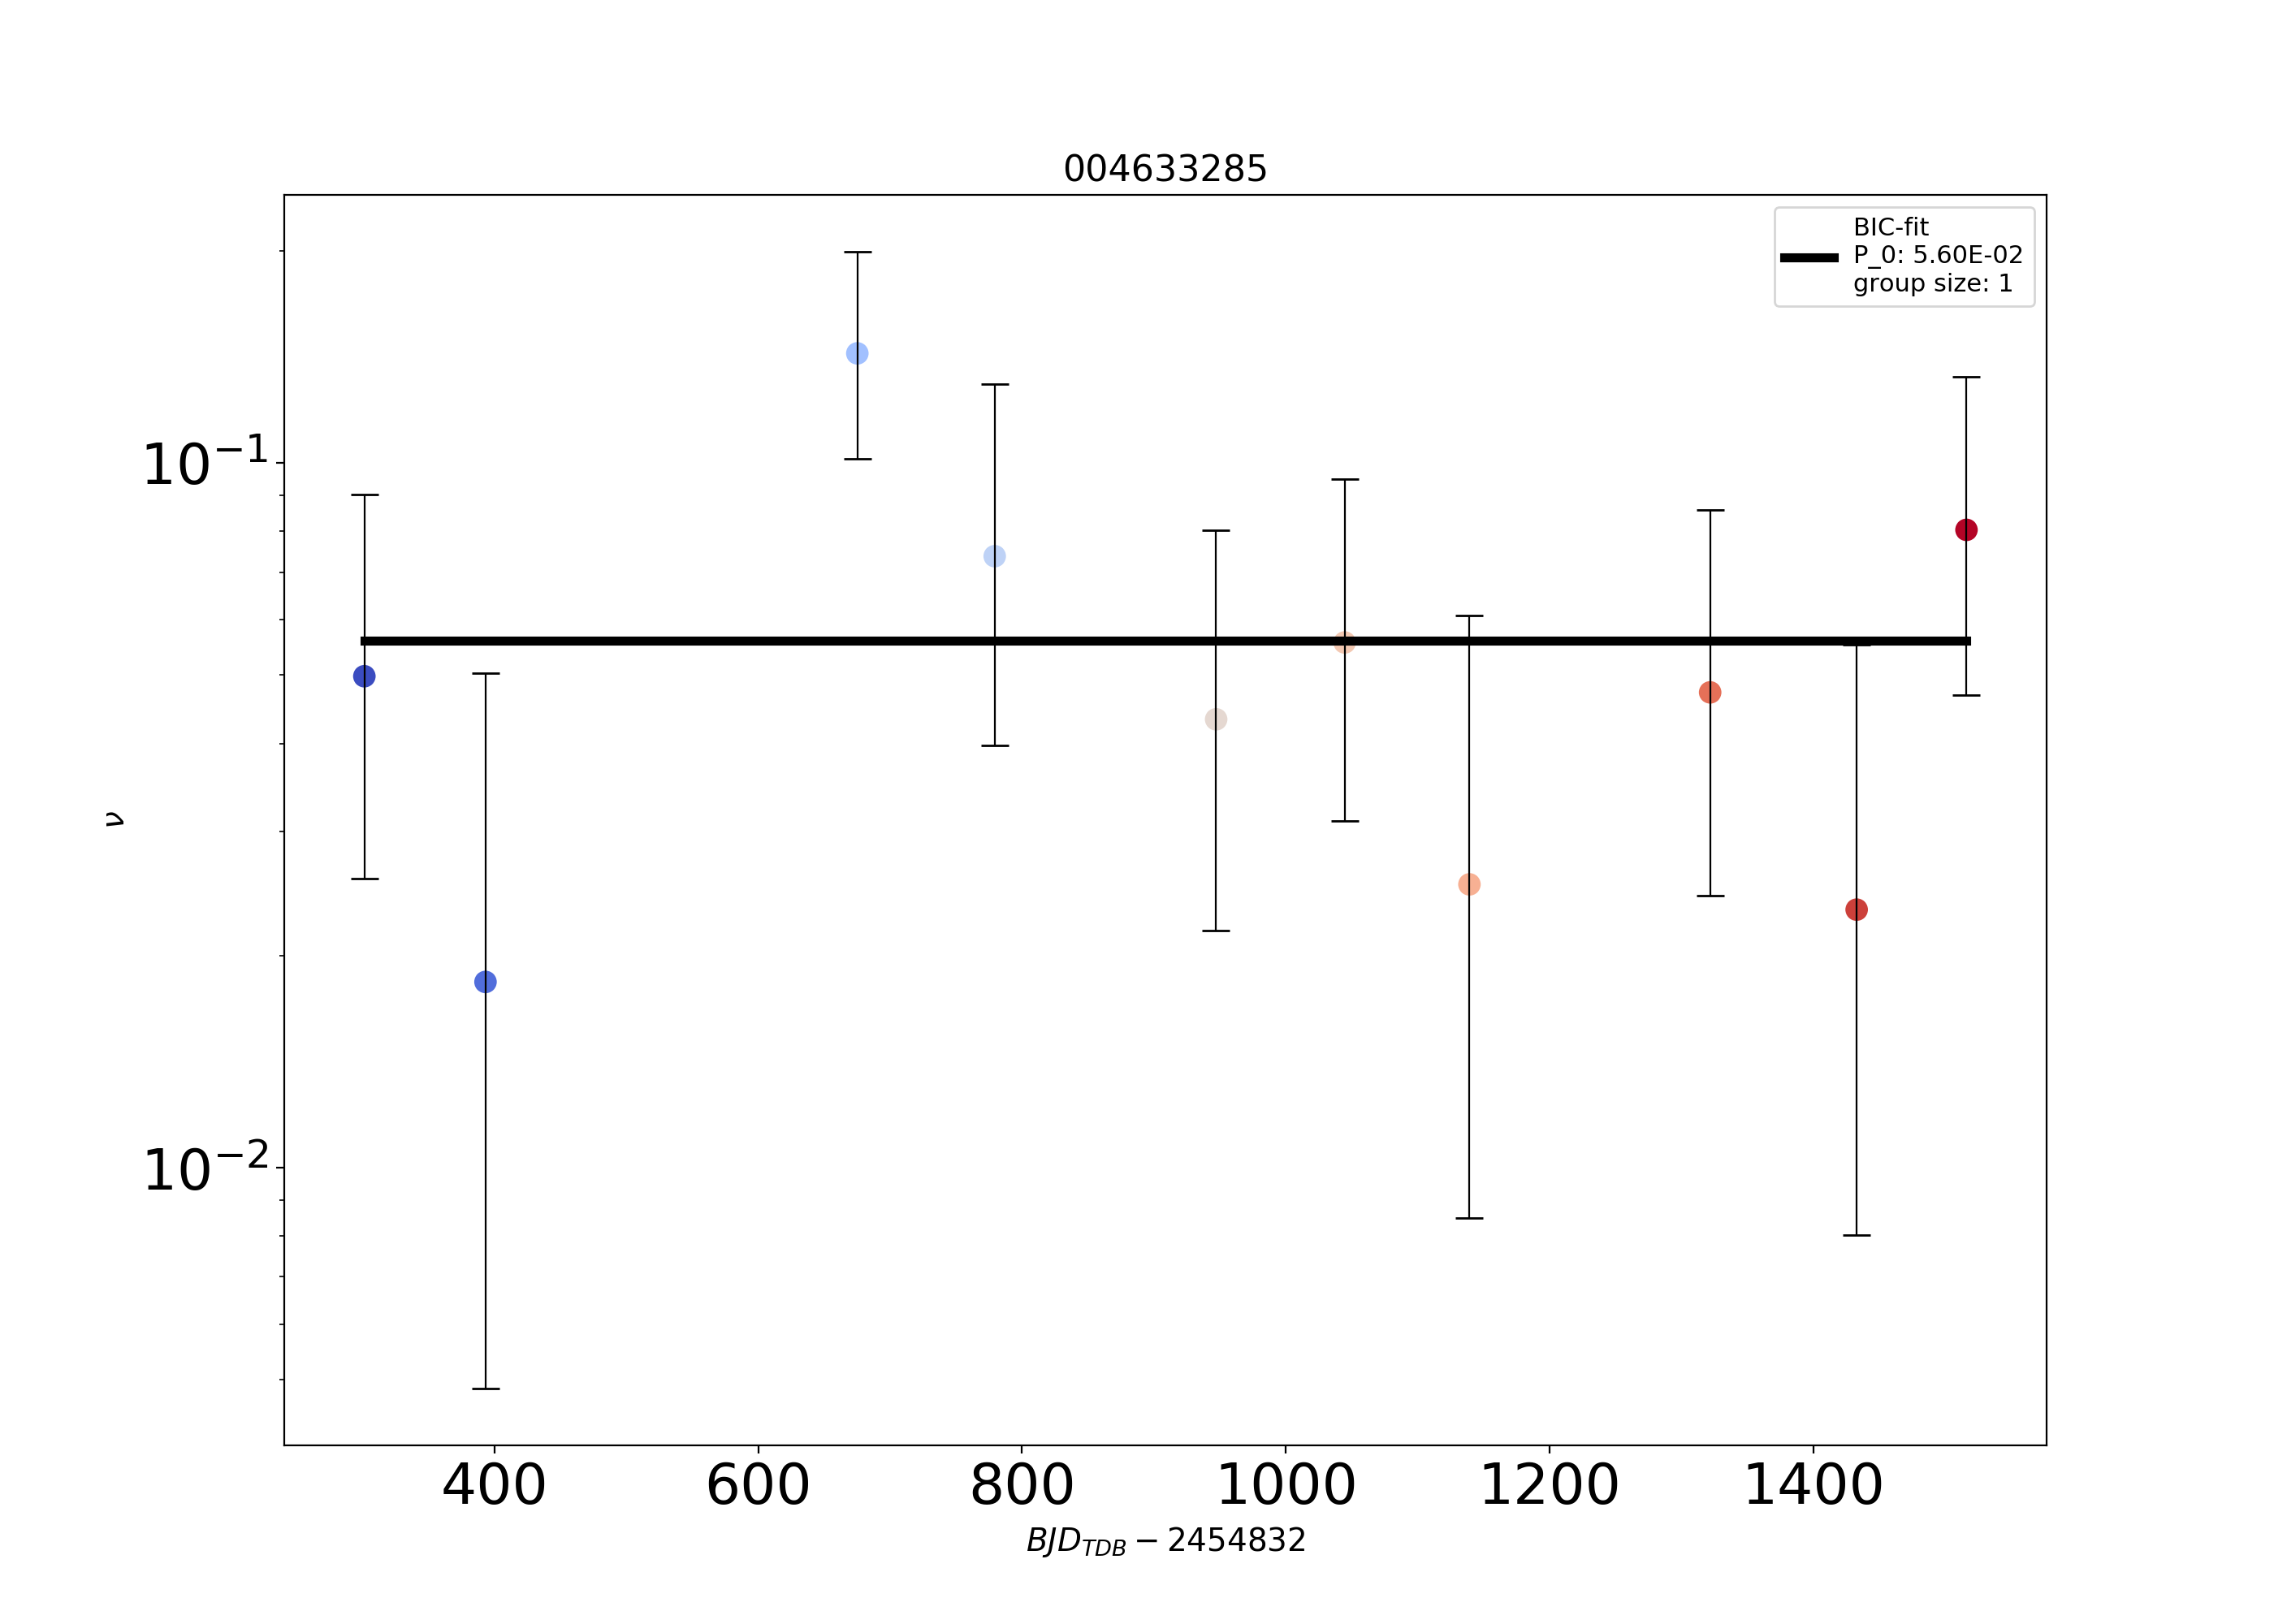 004633285
BIC-fit
P_0: 5.60E-02
group size: 1
10⁻¹
ν
10⁻²
400 600 800 1000 1200 1400
BJD_TDB − 2454832